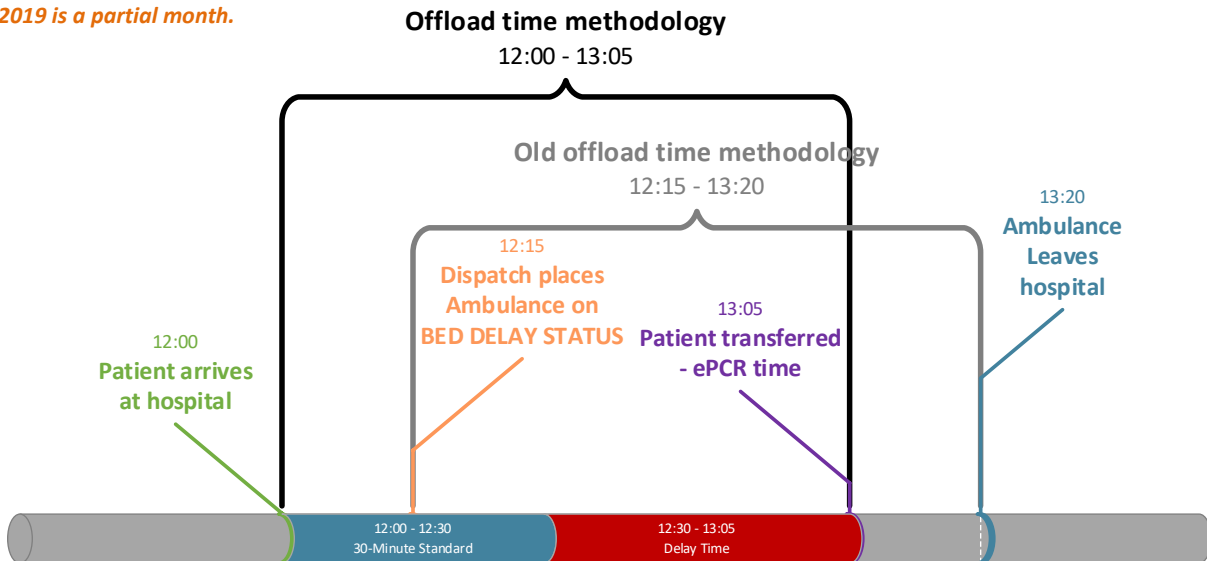 2019 is a partial month.
Offload time methodology
12:00 - 13:05
Old offload time methodology
12:15 - 13:20
13:20
Ambulance
Leaves
hospital
12:15
Dispatch places
Ambulance on
BED DELAY STATUS
13:05
Patient transferred
- ePCR time
12:00
Patient arrives
at hospital
12:00 - 12:30
30-Minute Standard
12:30 - 13:05
Delay Time